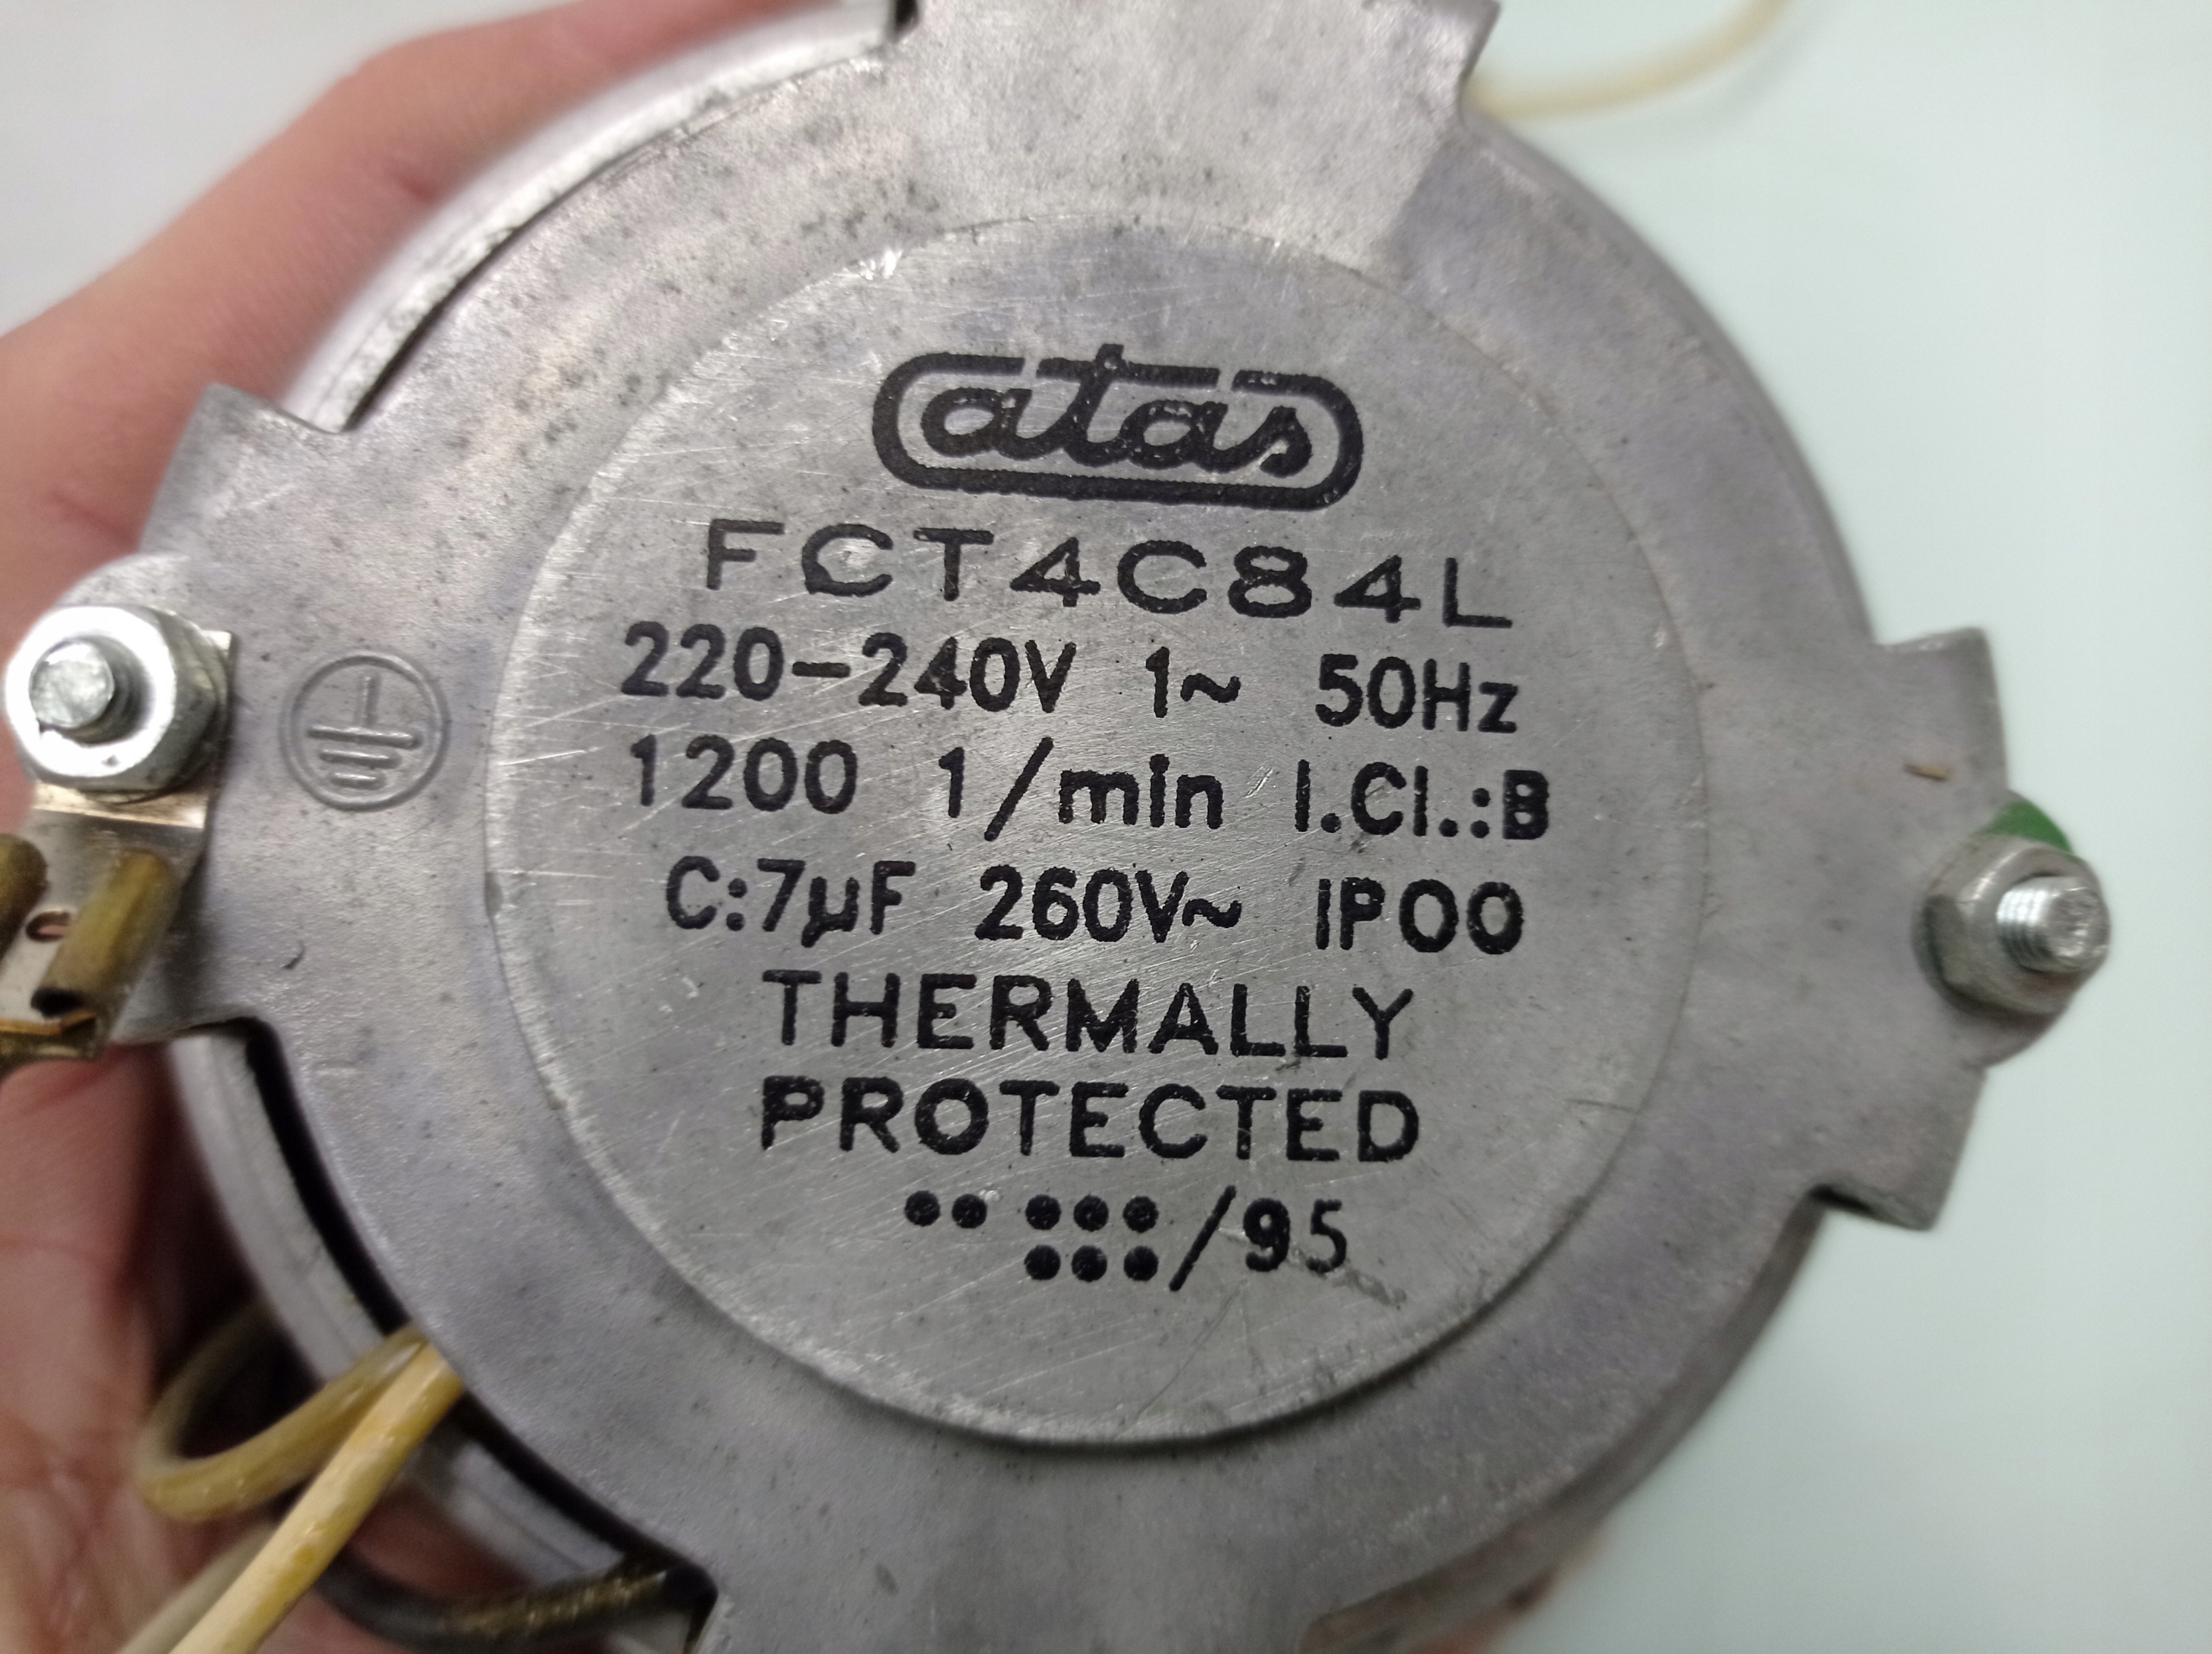 atas
FCT4C84L
220-240V 1~ 50Hz
1200 1/min I.Cl.:B
C:7µF 260V~ IP00
THERMALLY
PROTECTED
/95